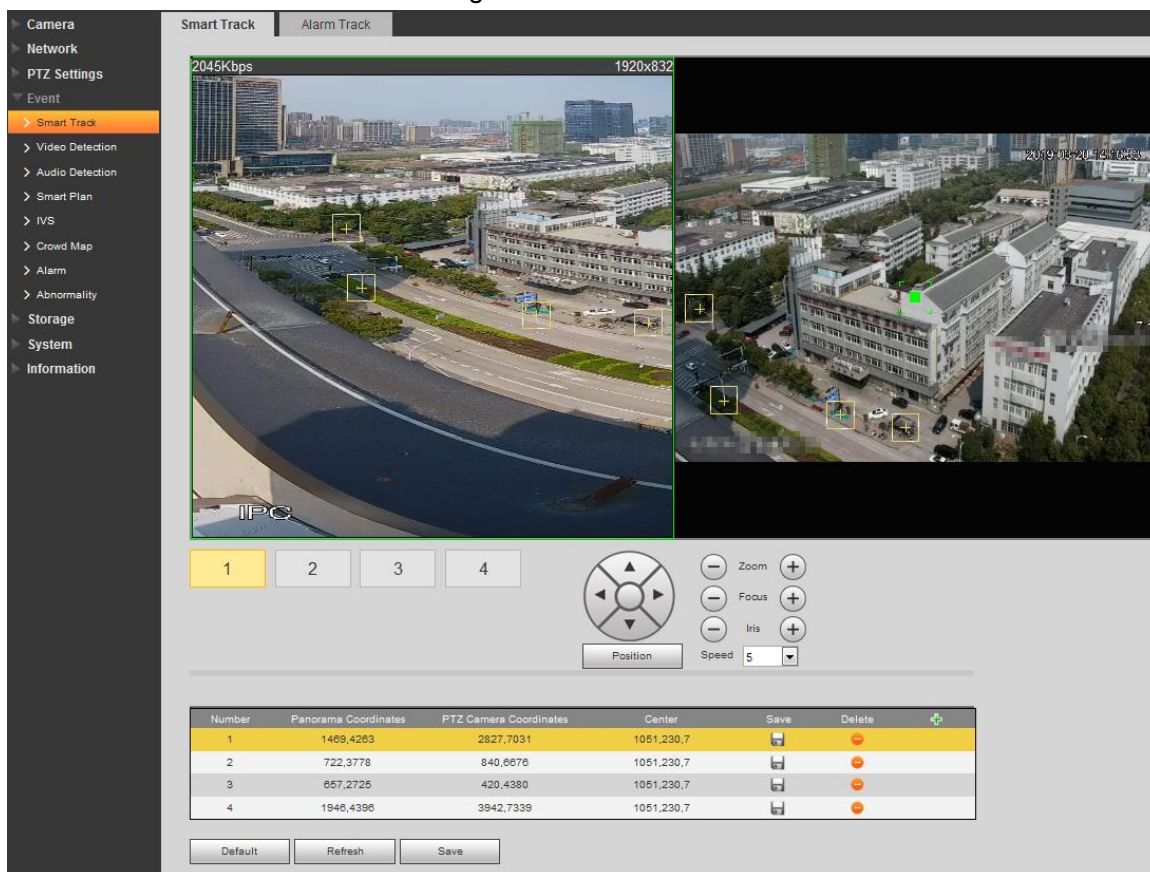 Camera
Network
PTZ Settings
Event
Smart Track
Video Detection
Audio Detection
Smart Plan
IVS
Crowd Map
Alarm
Abnormality
Storage
System
Information
Smart Track Alarm Track
2045Kbps 1920x832
IPC
1 2 3 4
Zoom
Focus
Iris
Position Speed 5
Number Panorama Coordinates PTZ Camera Coordinates Center Save Delete
1 1469,4263 2827,7031 1051,230,7
2 722,3778 840,6676 1051,230,7
3 657,2725 420,4380 1051,230,7
4 1946,4396 3942,7339 1051,230,7
Default Refresh Save